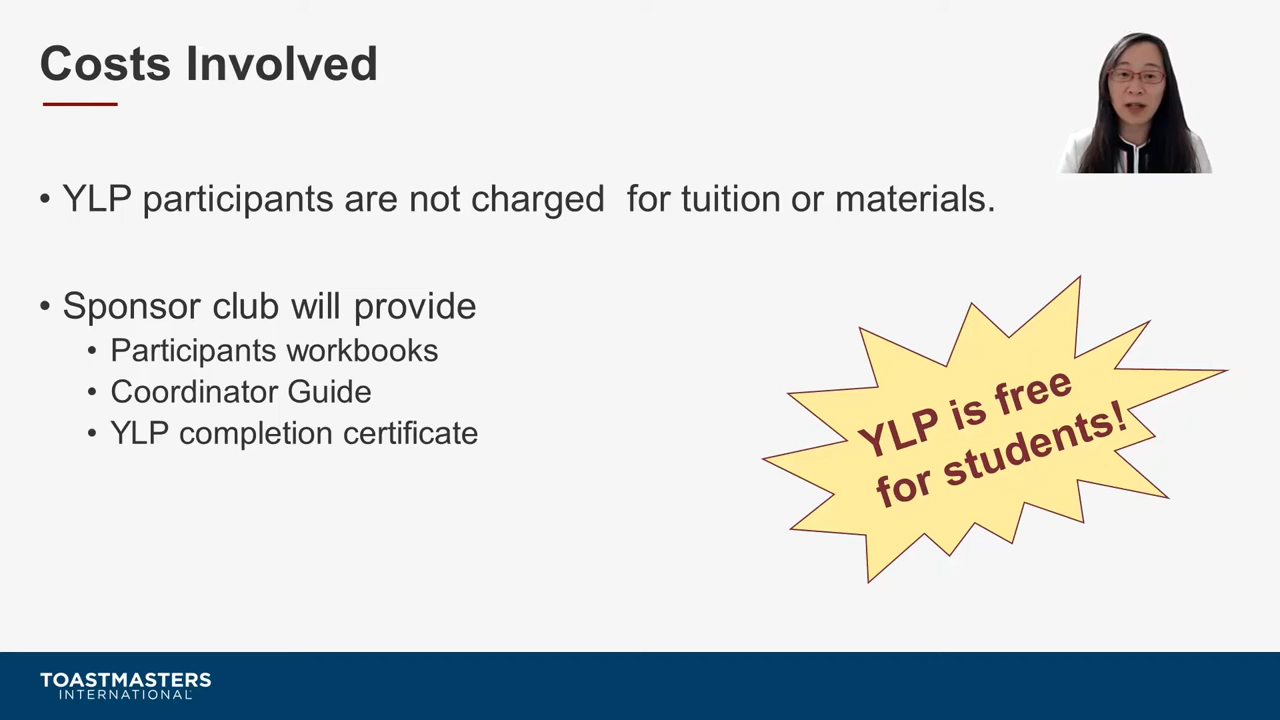 Costs Involved
• YLP participants are not charged  for tuition or materials.
• Sponsor club will provide
• Participants workbooks
• Coordinator Guide
• YLP completion certificate
YLP is free
for students!
TOASTMASTERS
INTERNATIONAL